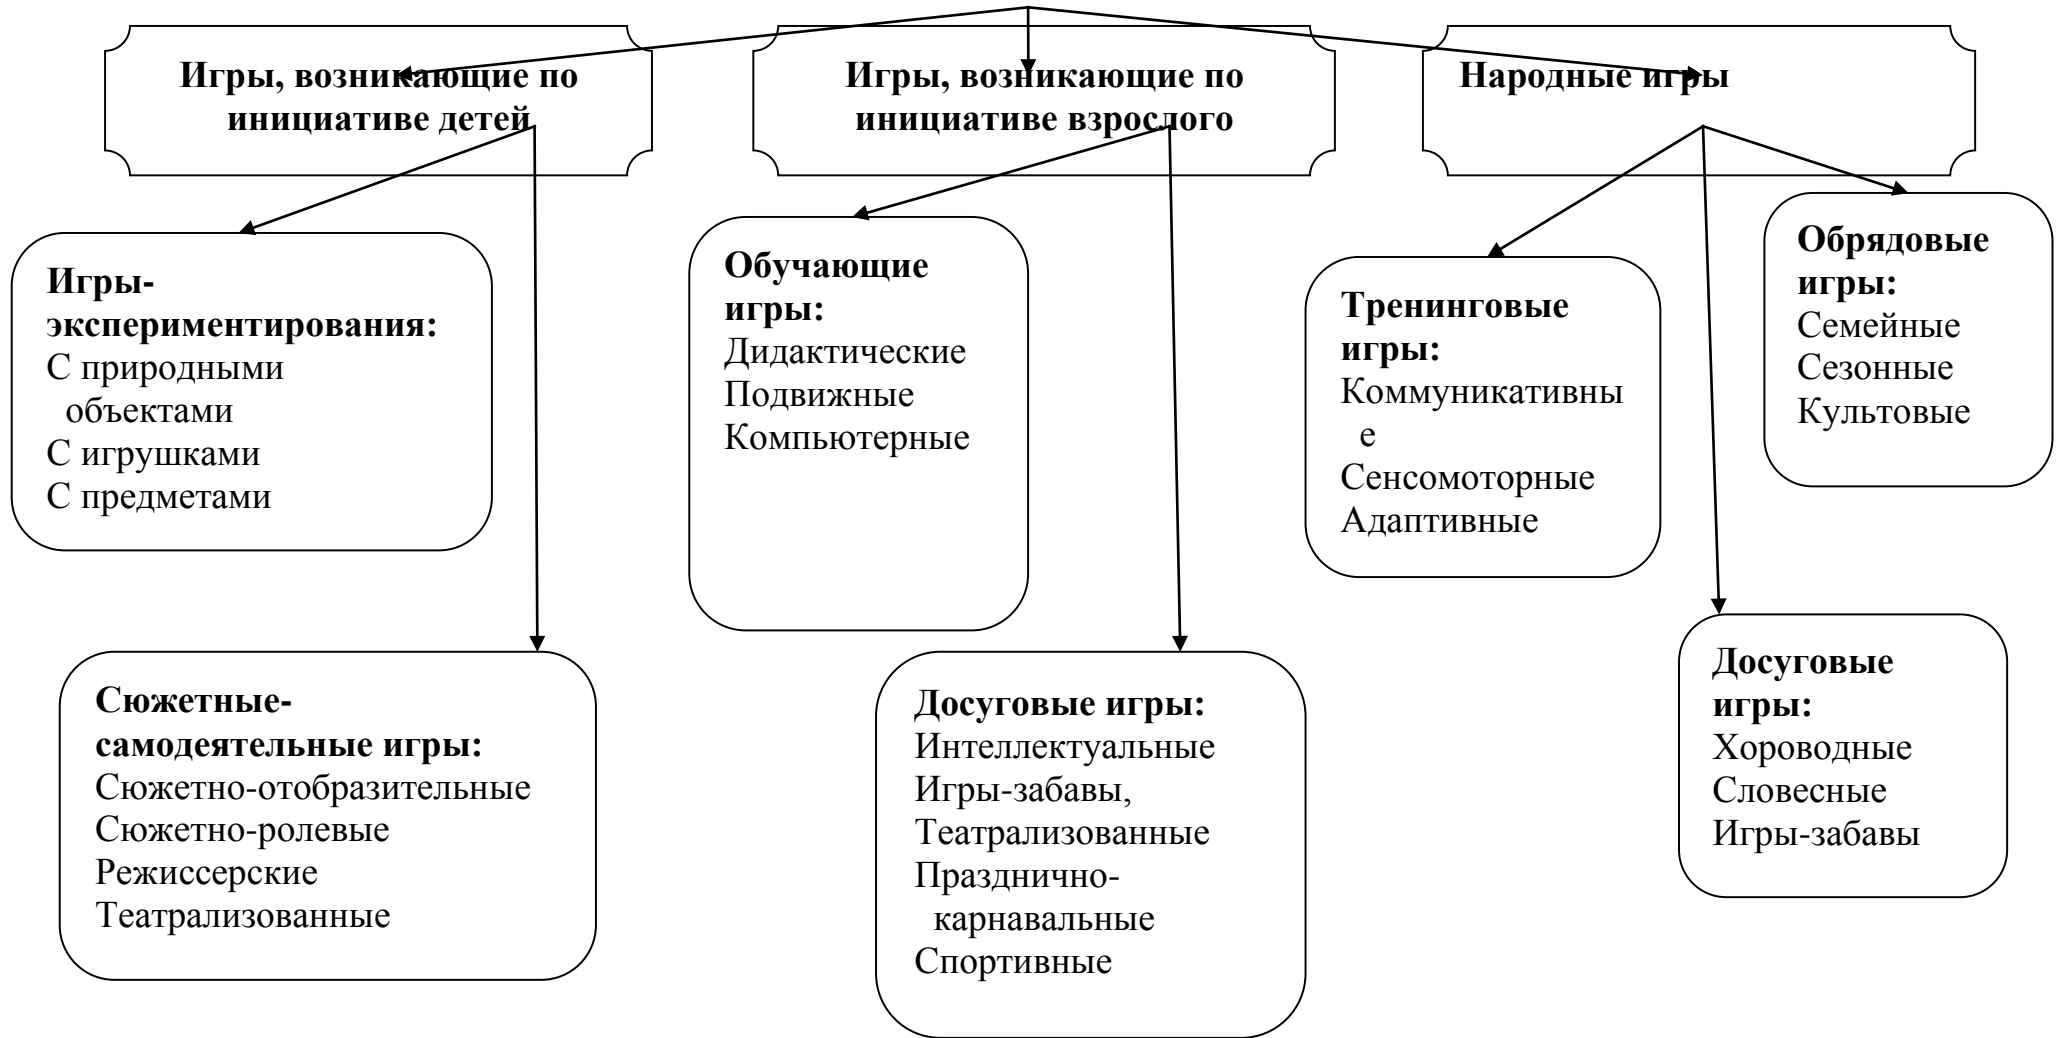 Игры, возникающие по
инициативе детей
Игры, возникающие по
инициативе взрослого
Народные игры
Игры-
экспериментирования:
С природными
объектами
С игрушками
С предметами
Обучающие
игры:
Дидактические
Подвижные
Компьютерные
Тренинговые
игры:
Коммуникативны
е
Сенсомоторные
Адаптивные
Обрядовые
игры:
Семейные
Сезонные
Культовые
Сюжетные-
самодеятельные игры:
Сюжетно-отобразительные
Сюжетно-ролевые
Режиссерские
Театрализованные
Досуговые игры:
Интеллектуальные
Игры-забавы,
Театрализованные
Празднично-
карнавальные
Спортивные
Досуговые
игры:
Хороводные
Словесные
Игры-забавы